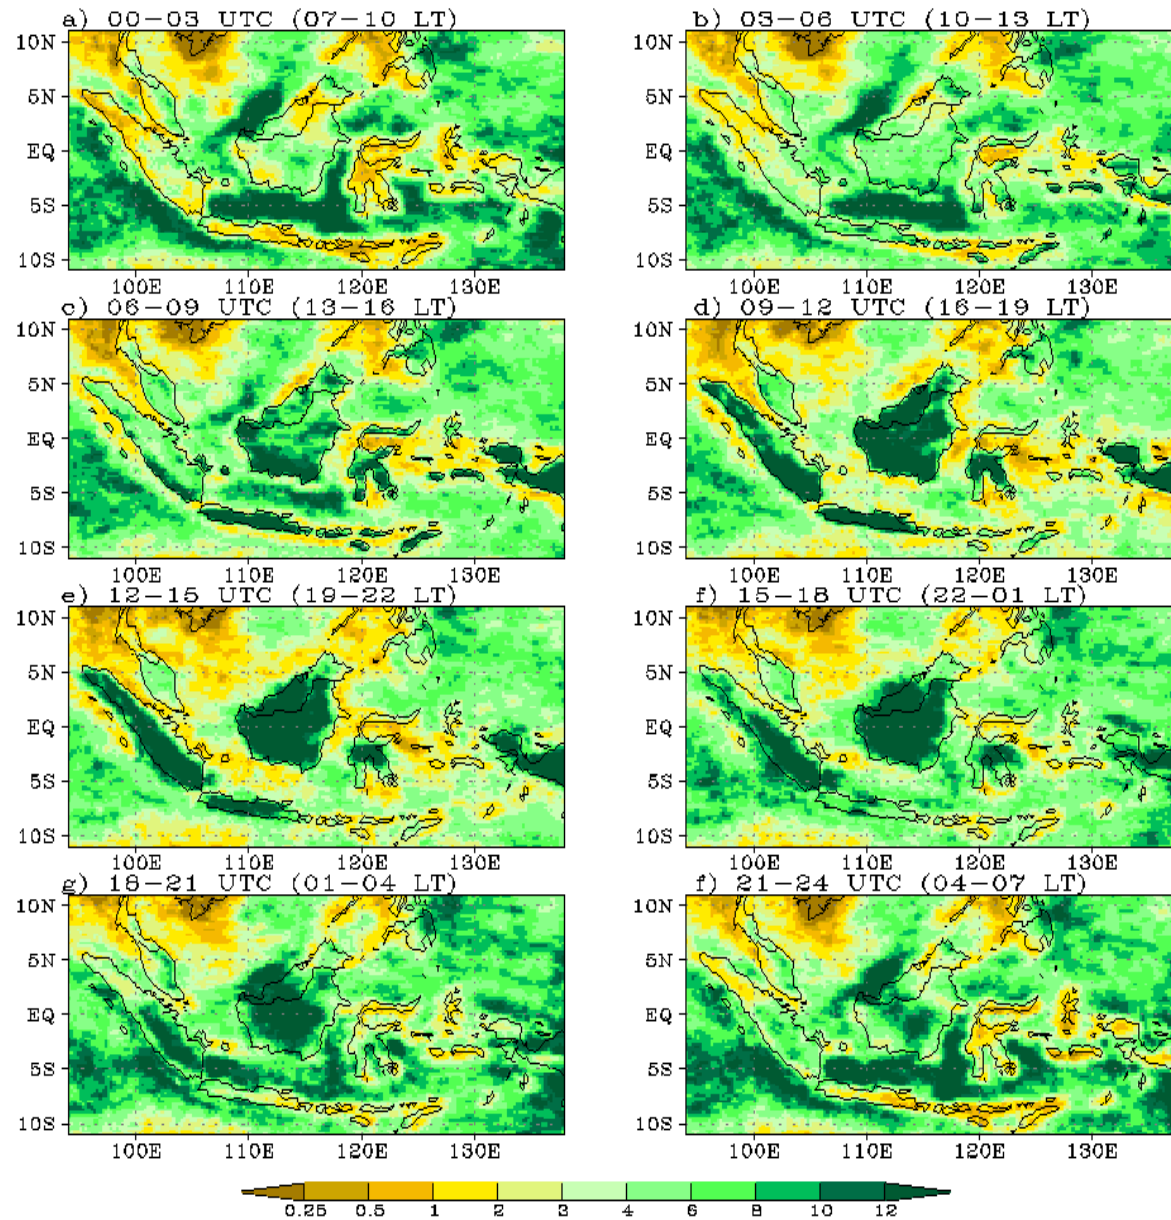 a) 00-03 UTC (07-10 LT)
b) 03-06 UTC (10-13 LT)
10N
5N
EQ
5S
10S
100E 110E 120E 130E
10N
5N
EQ
5S
10S
100E 110E 120E 130E
c) 06-09 UTC (13-16 LT)
d) 09-12 UTC (16-19 LT)
10N
5N
EQ
5S
10S
100E 110E 120E 130E
10N
5N
EQ
5S
10S
100E 110E 120E 130E
e) 12-15 UTC (19-22 LT)
f) 15-18 UTC (22-01 LT)
10N
5N
EQ
5S
10S
100E 110E 120E 130E
10N
5N
EQ
5S
10S
100E 110E 120E 130E
g) 18-21 UTC (01-04 LT)
f) 21-24 UTC (04-07 LT)
10N
5N
EQ
5S
10S
100E 110E 120E 130E
10N
5N
EQ
5S
10S
100E 110E 120E 130E
0.25 0.5 1 2 3 4 6 8 10 12